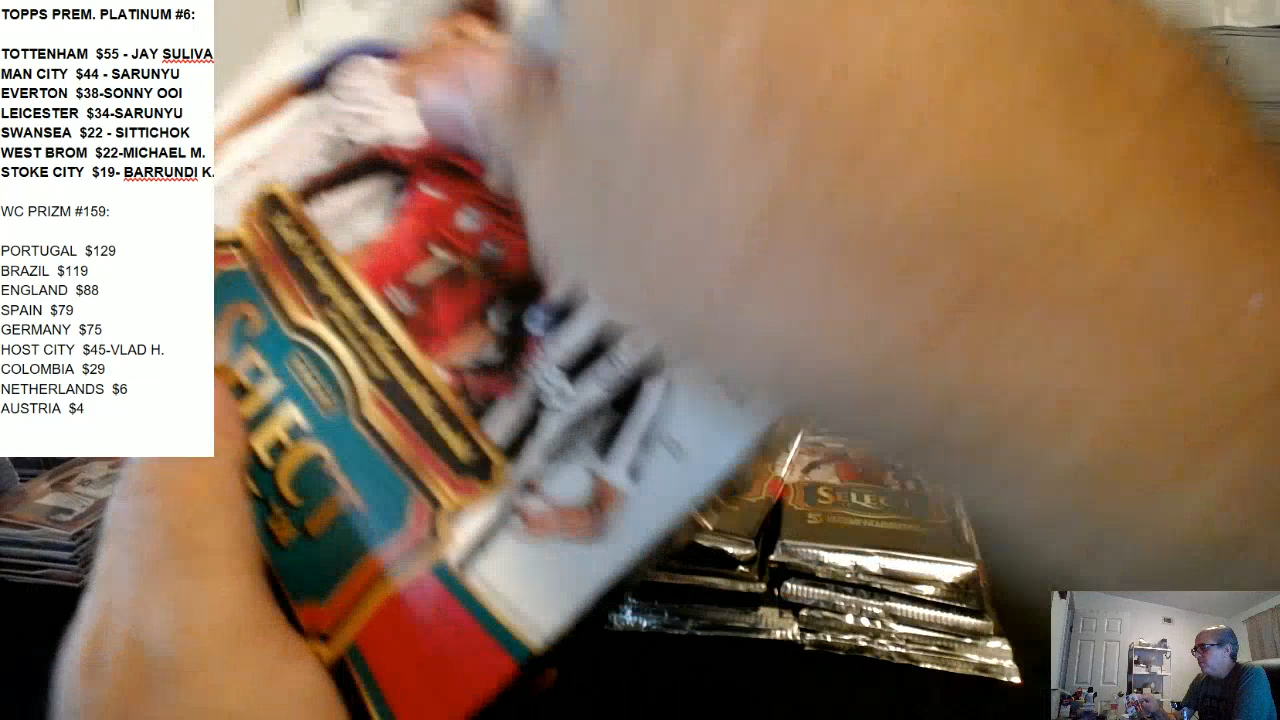 TOPPS PREM. PLATINUM #6:
TOTTENHAM $55 - JAY SULIVA
MAN CITY $44 - SARUNYU
EVERTON $38-SONNY OOI
LEICESTER $34-SARUNYU
SWANSEA $22 - SITTICHOK
WEST BROM $22-MICHAEL M.
STOKE CITY $19- BARRUNDI K.
WC PRIZM #159:
PORTUGAL $129
BRAZIL $119
ENGLAND $88
SPAIN $79
GERMANY $75
HOST CITY $45-VLAD H.
COLOMBIA $29
NETHERLANDS $6
AUSTRIA $4
SELECT
SELECT
5